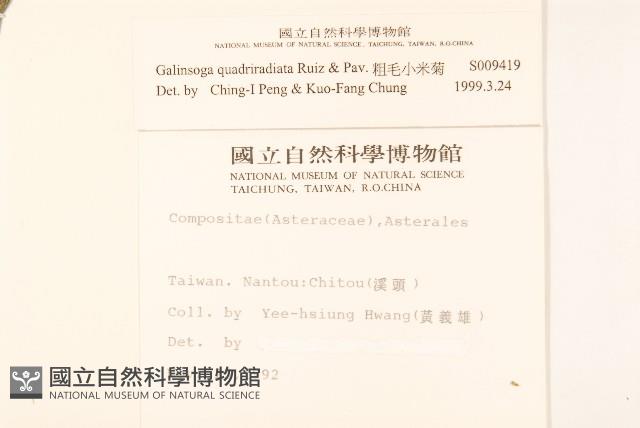 國立自然科學博物館
NATIONAL MUSEUM OF NATURAL SCIENCE, TAICHUNG, TAIWAN, R.O.CHINA
Galinsoga quadriradiata Ruiz & Pav. 粗毛小米菊 S009419
Det. by Ching-I Peng & Kuo-Fang Chung 1999.3.24
國立自然科學博物館
NATIONAL MUSEUM OF NATURAL SCIENCE
TAICHUNG, TAIWAN, R.O.CHINA
Compositae(Asteraceae),Asterales
Taiwan. Nantou:Chitou(溪頭)
Coll. by Yee-hsiung Hwang(黃義雄)
Det. by
92
國立自然科學博物館
NATIONAL MUSEUM OF NATURAL SCIENCE